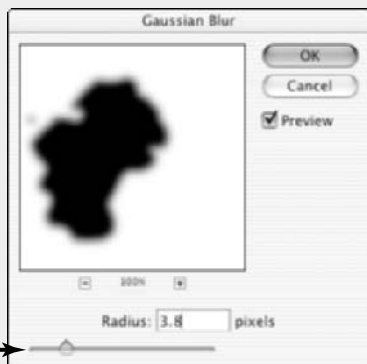 Gaussian Blur
OK
Cancel
Preview
100%
Radius: 3.8 pixels